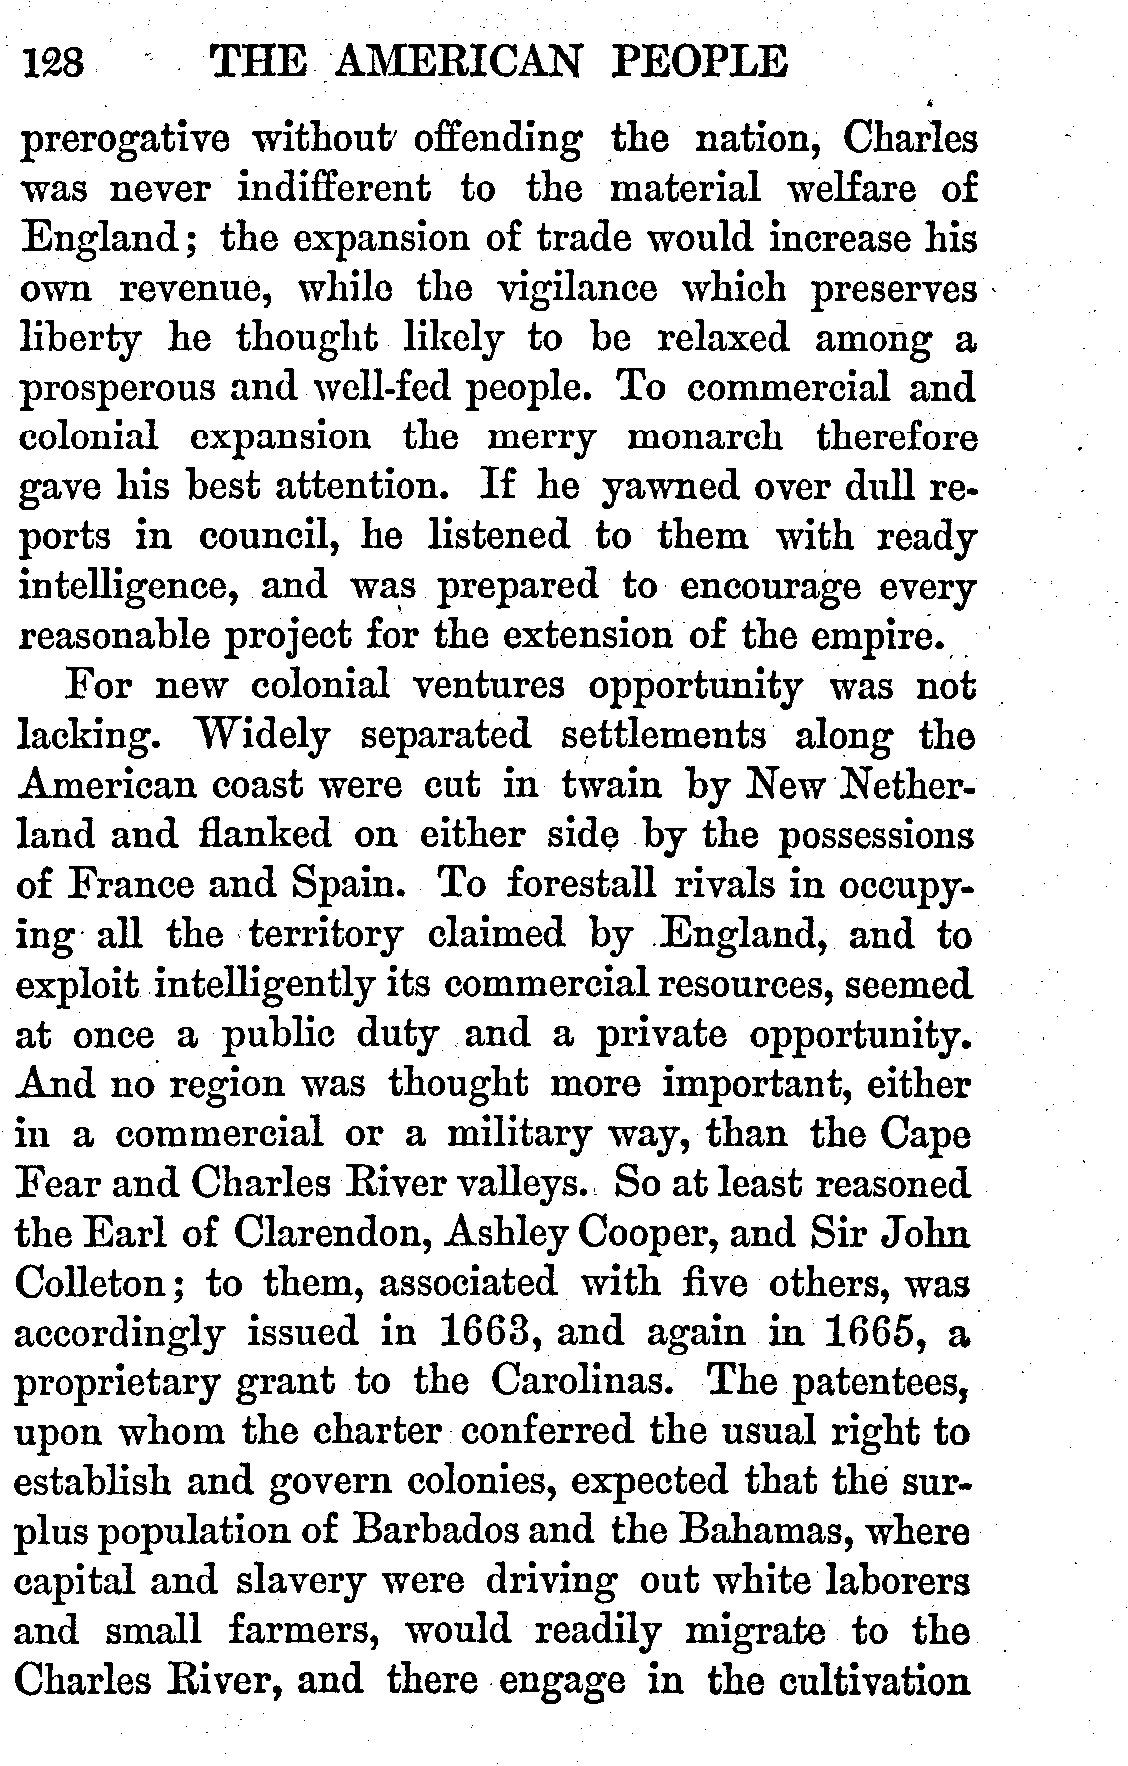 128 THE AMERICAN PEOPLE
prerogative without offending the nation, Charles
was never indifferent to the material welfare of
England; the expansion of trade would increase his
own revenue, while the vigilance which preserves
liberty he thought likely to be relaxed among a
prosperous and well-fed people. To commercial and
colonial expansion the merry monarch therefore
gave his best attention. If he yawned over dull re-
ports in council, he listened to them with ready
intelligence, and was prepared to encourage every
reasonable project for the extension of the empire.
For new colonial ventures opportunity was not
lacking. Widely separated settlements along the
American coast were cut in twain by New Nether-
land and flanked on either side by the possessions
of France and Spain. To forestall rivals in occupy-
ing all the territory claimed by England, and to
exploit intelligently its commercial resources, seemed
at once a public duty and a private opportunity.
And no region was thought more important, either
in a commercial or a military way, than the Cape
Fear and Charles River valleys. So at least reasoned
the Earl of Clarendon, Ashley Cooper, and Sir John
Colleton; to them, associated with five others, was
accordingly issued in 1663, and again in 1665, a
proprietary grant to the Carolinas. The patentees,
upon whom the charter conferred the usual right to
establish and govern colonies, expected that the sur-
plus population of Barbados and the Bahamas, where
capital and slavery were driving out white laborers
and small farmers, would readily migrate to the
Charles River, and there engage in the cultivation